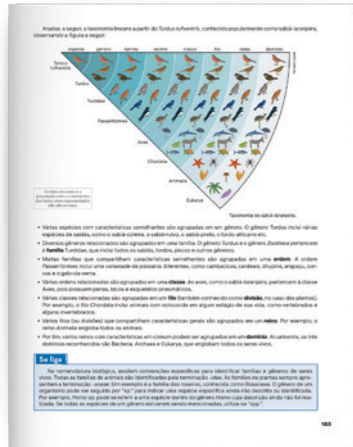 Analise, a seguir, a taxonomia lineana a partir do Turdus rufiventris, conhecido popularmente como sabiá-laranjeira,
observando a figura a seguir.
espécie gênero família ordem classe filo reino domínio
Turdus
rufiventris
Turdus
Turdidae
Passeriformes
Aves
Chordata
Animalia
Eukarya
Taxonomia do sabiá-laranjeira.
• Várias espécies com características semelhantes são agrupadas em um gênero. O gênero Turdus inclui várias
espécies de sabiás, como o sabiá-coleira, o sabiá-ruivo, o sabiá-preto, o tordo africano etc.
• Diversos gêneros relacionados são agrupados em uma família. O gênero Turdus e o gênero Zoothera pertencem
à família Turdidae, que inclui todos os sabiás, tordos, e outros gêneros.
• Muitas famílias que compartilham características semelhantes são agrupadas em uma ordem. A ordem
Passeriformes inclui uma variedade de pássaros diferentes, como cambacicas, cardeais, chupins, arapaçu, cor-
vos e o galo-da-serra.
• Várias ordens relacionadas são agrupadas em uma classe. As aves, como o sabiá-laranjeira, pertencem à classe
Aves, pois possuem penas, bicos e esqueletos pneumáticos.
• Várias classes relacionadas são agrupadas em um filo (também conhecido como divisão, no caso das plantas).
Por exemplo, o filo Chordata inclui animais com notocorda em algum estágio de sua vida, como vertebrados e
alguns invertebrados.
• Vários filos (ou divisões) que compartilham características gerais são agrupados em um reino. Por exemplo, o
reino Animalia engloba todos os animais.
• Por fim, vários reinos com características em comum podem ser agrupados em um domínio. Atualmente, os três
domínios reconhecidos são Bacteria, Archaea e Eukarya, que englobam todos os seres vivos.
Se liga
Na nomenclatura biológica, existem convenções específicas para identificar famílias e gêneros de seres
vivos. Todas as famílias de animais são identificadas pela terminação -idae. As famílias de plantas sempre apre-
sentam a terminação -aceae. Um exemplo é a família das roseiras, conhecida como Rosaceae. O gênero de um
organismo pode ser seguido por "sp." para indicar uma espécie específica ainda não descrita ou identificada.
Por exemplo, Homo sp. pode se referir a uma espécie dentro do gênero Homo cuja descrição ainda não foi rea-
lizada. Se todas as espécies de um gênero estiverem sendo mencionadas, utiliza-se "spp.".
183